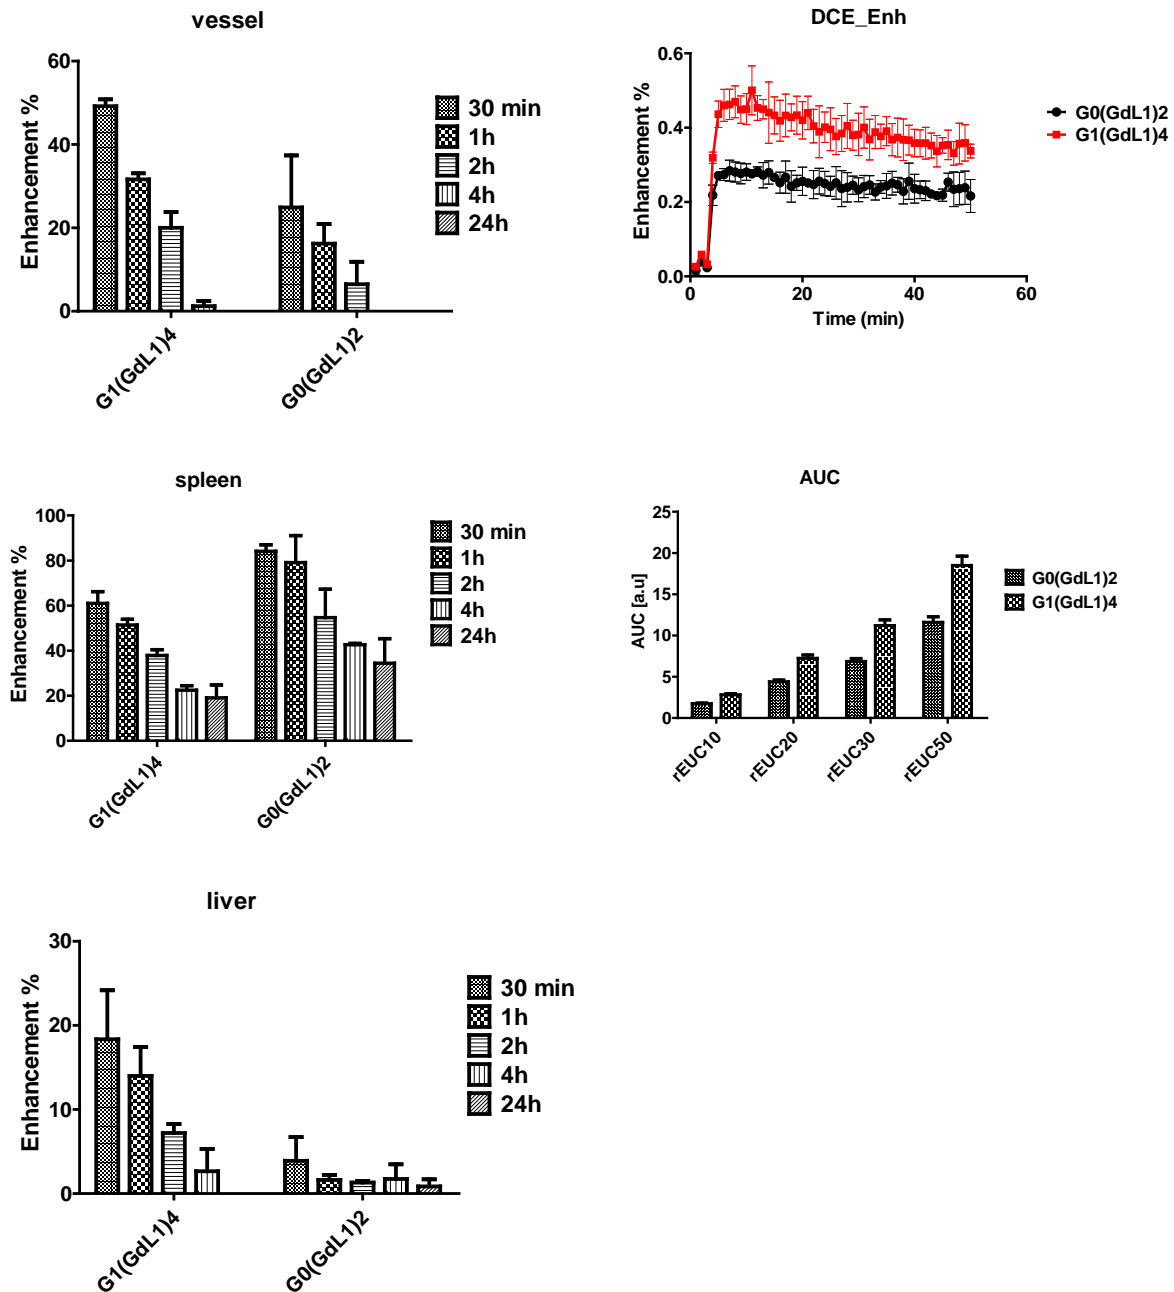 vessel
Enhancement %
60
40
20
0
G1(GdL1)4
G0(GdL1)2
30 min
1h
2h
4h
24h
DCE_Enh
Enhancement %
0.6
0.4
0.2
0.0
0
20
40
60
Time (min)
G0(GdL1)2
G1(GdL1)4
spleen
Enhancement %
100
80
60
40
20
0
G1(GdL1)4
G0(GdL1)2
30 min
1h
2h
4h
24h
AUC
AUC [a.u]
25
20
15
10
5
0
rEUC10
rEUC20
rEUC30
rEUC50
G0(GdL1)2
G1(GdL1)4
liver
Enhancement %
30
20
10
0
G1(GdL1)4
G0(GdL1)2
30 min
1h
2h
4h
24h